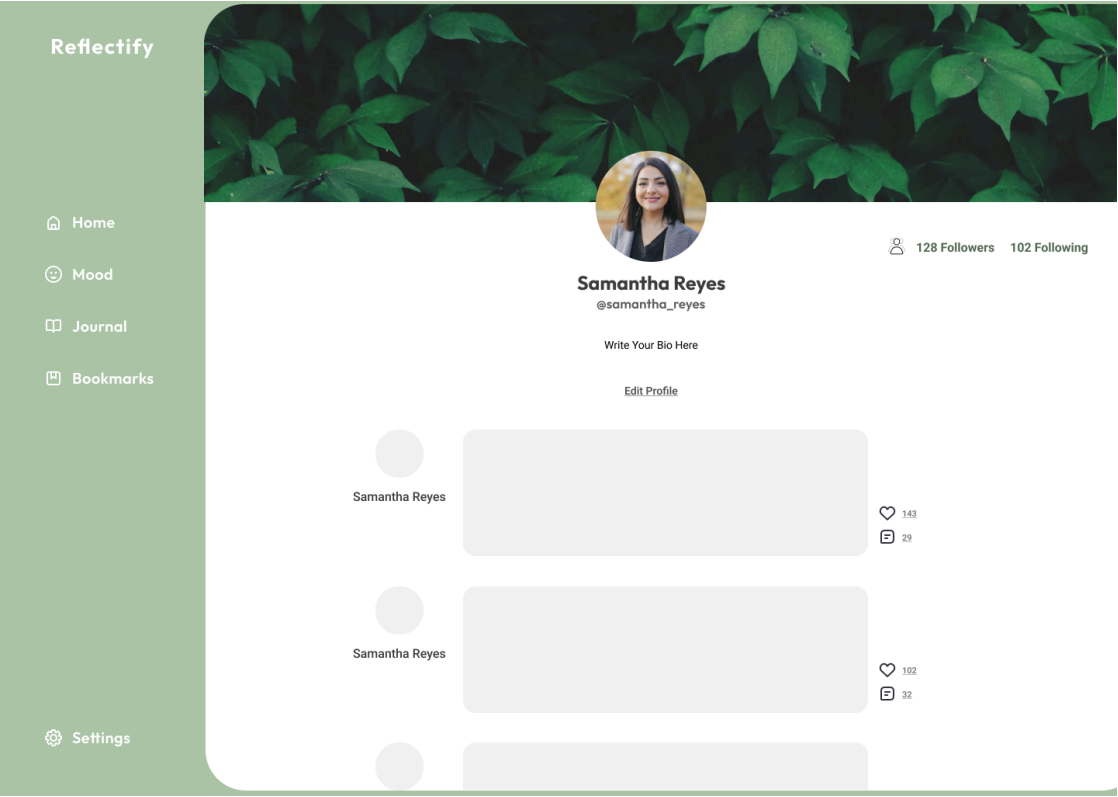 Reflectify
Home
Mood
Journal
Bookmarks
Settings
128 Followers 102 Following
Samantha Reyes
@samantha_reyes
Write Your Bio Here
Edit Profile
Samantha Reyes
143
29
Samantha Reyes
102
32